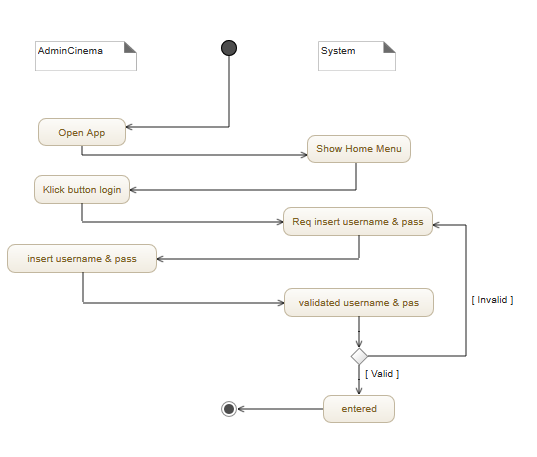 AdminCinema
System
Open App
Show Home Menu
Klick button login
Req insert username & pass
insert username & pass
validated username & pas
[ Invalid ]
[ Valid ]
entered